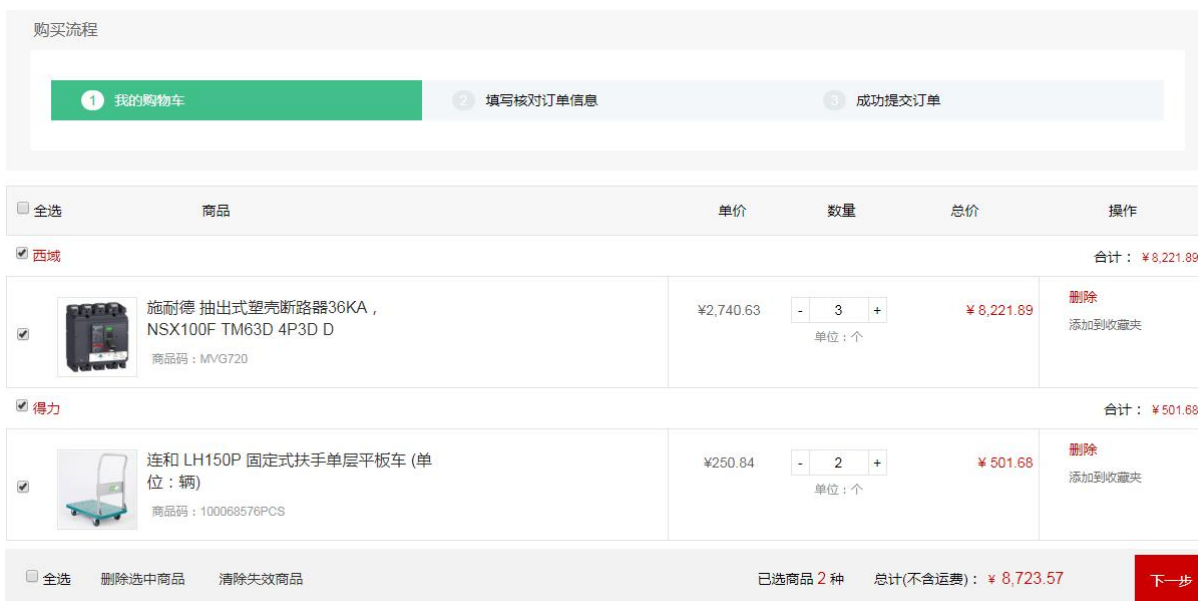 购买流程
1 我的购物车 2 填写核对订单信息 3 成功提交订单
全选 商品 单价 数量 总价 操作
西域 合计： ¥8,221.89
施耐德 抽出式塑壳断路器36KA， ¥2,740.63 - 3 + ¥ 8,221.89 删除
NSX100F TM63D 4P3D D 单位：个 添加到收藏夹
商品码：MVG720
得力 合计： ¥501.68
连和 LH150P 固定式扶手单层平板车 (单 ¥250.84 - 2 + ¥ 501.68 删除
位：辆) 单位：个 添加到收藏夹
商品码：100068576PCS
全选 删除选中商品 清除失效商品 已选商品 2 种 总计(不含运费)： ¥ 8,723.57 下一步